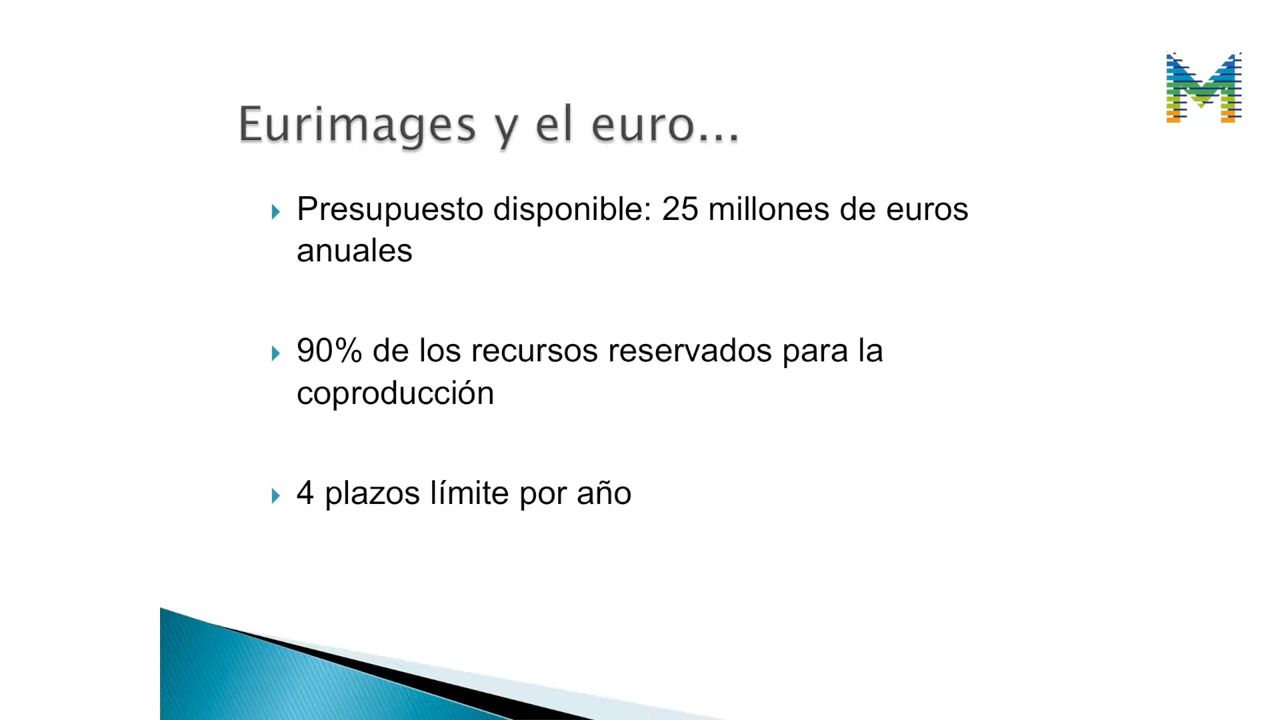 Eurimages y el euro...
Presupuesto disponible: 25 millones de euros
anuales
90% de los recursos reservados para la
coproducción
4 plazos límite por año